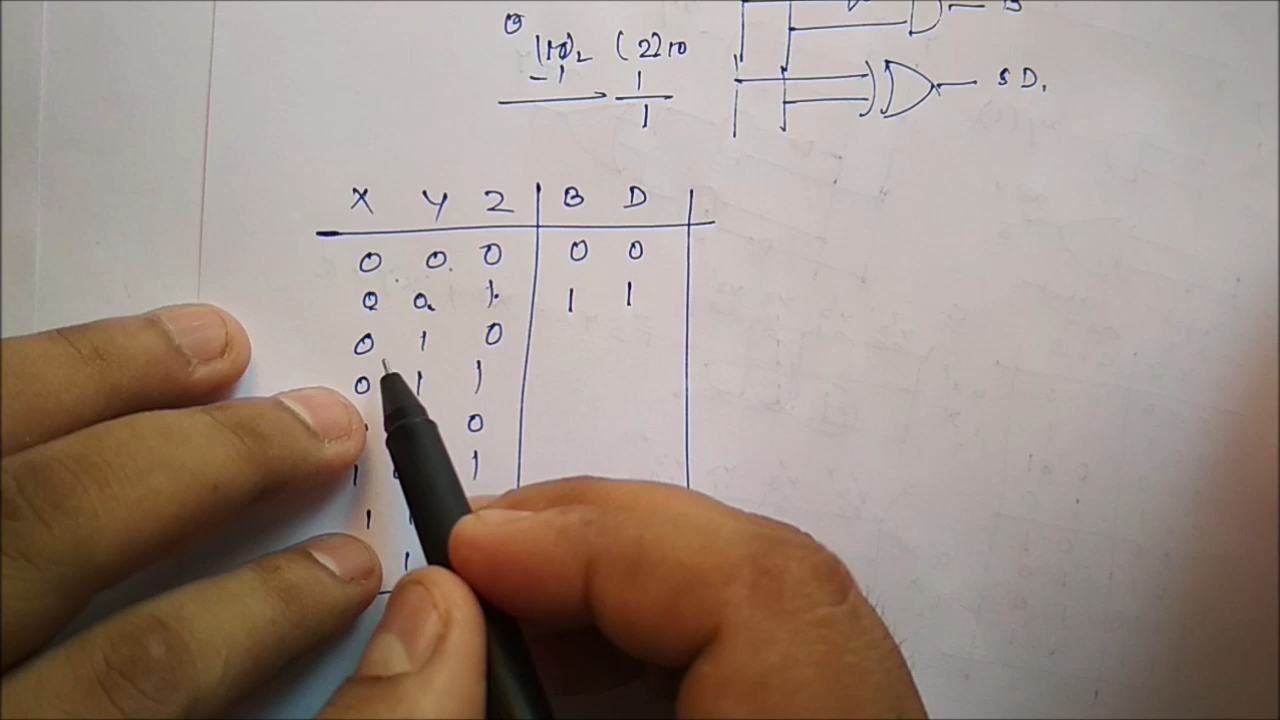 B
(10)₂ (2)10
- 1 1
1
S D.
X Y Z B D
0 0 0 0 0
0 0 1 1 1
0 1 0
0 1 1
0
1 1
1
1